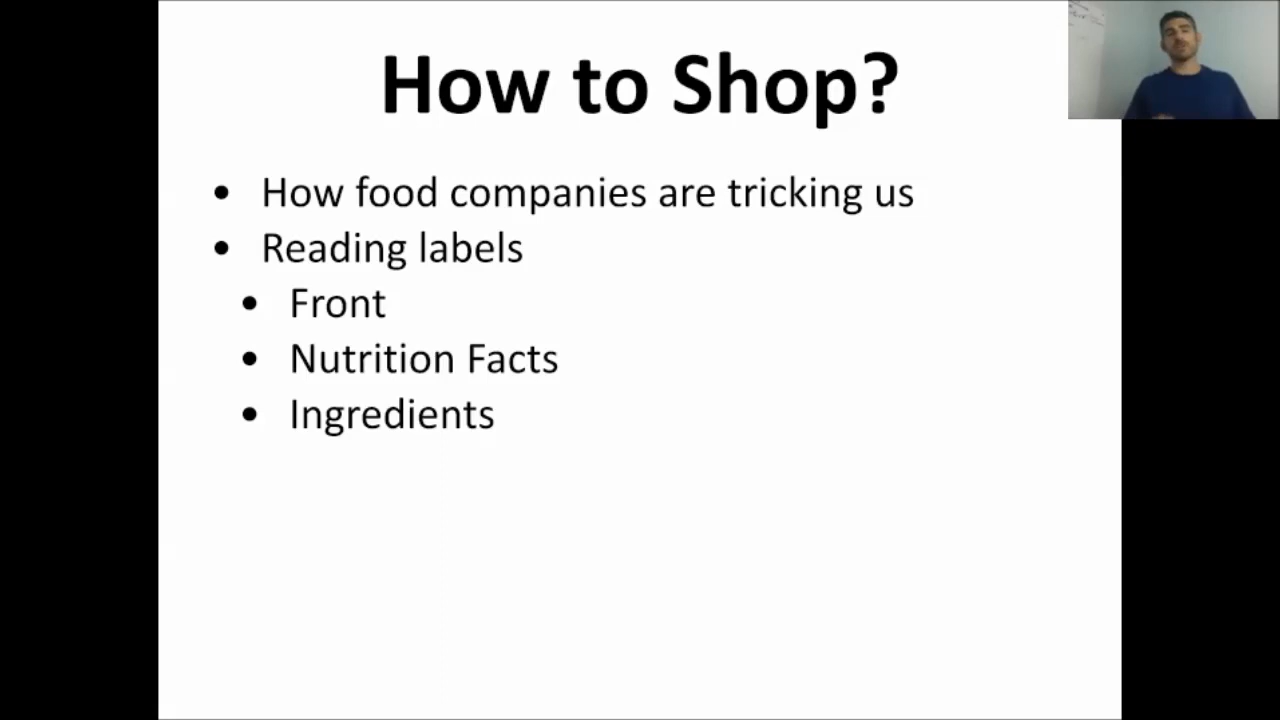 How to Shop?
• How food companies are tricking us
• Reading labels
• Front
• Nutrition Facts
• Ingredients